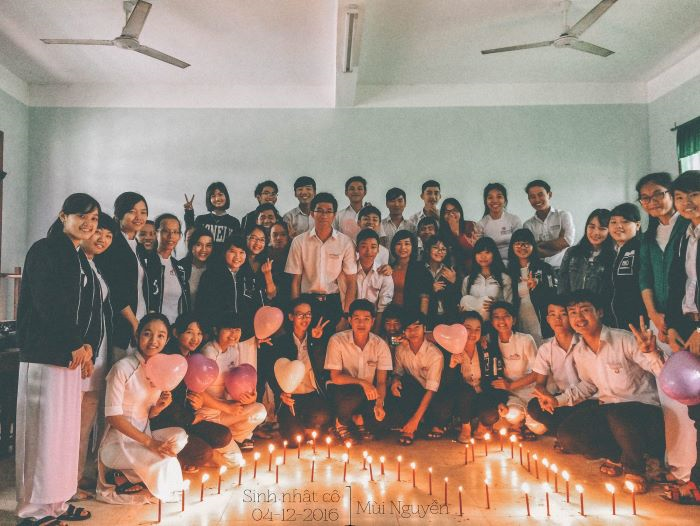 Sinh nhật cô
04-12-2016
Mùi Nguyễn